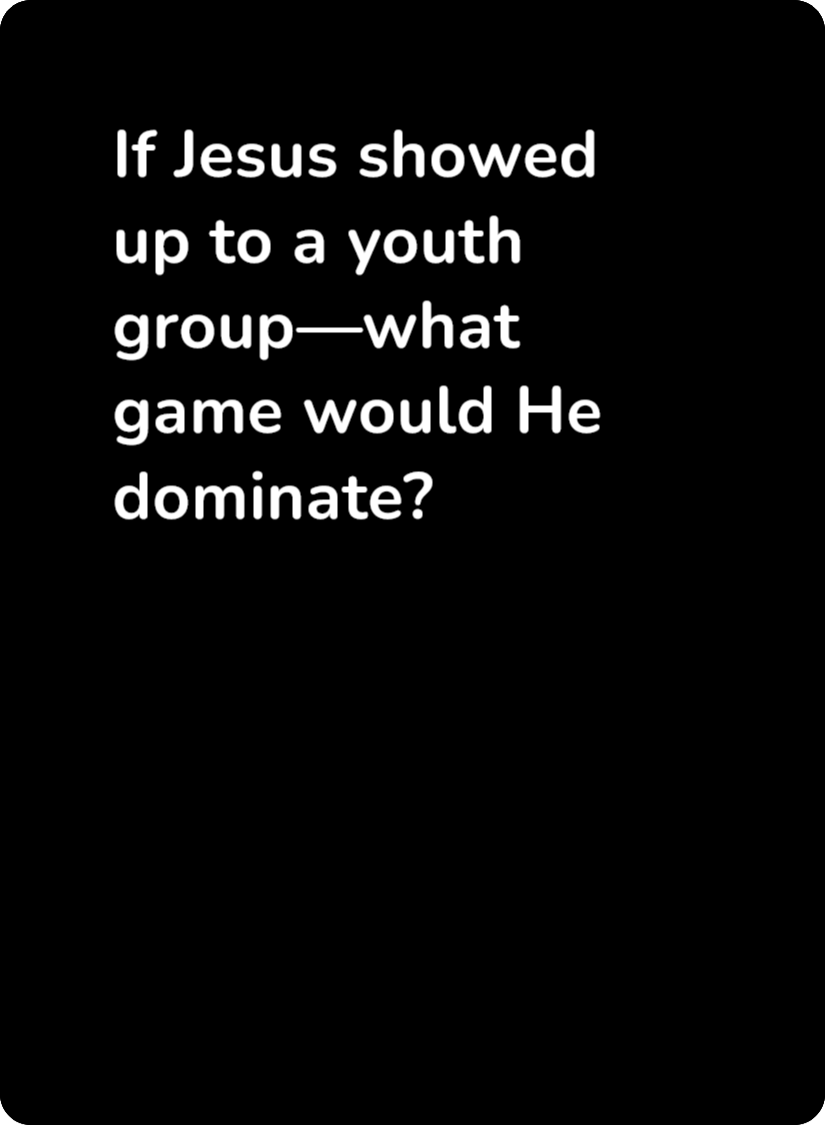 If Jesus showed
up to a youth
group—what
game would He
dominate?